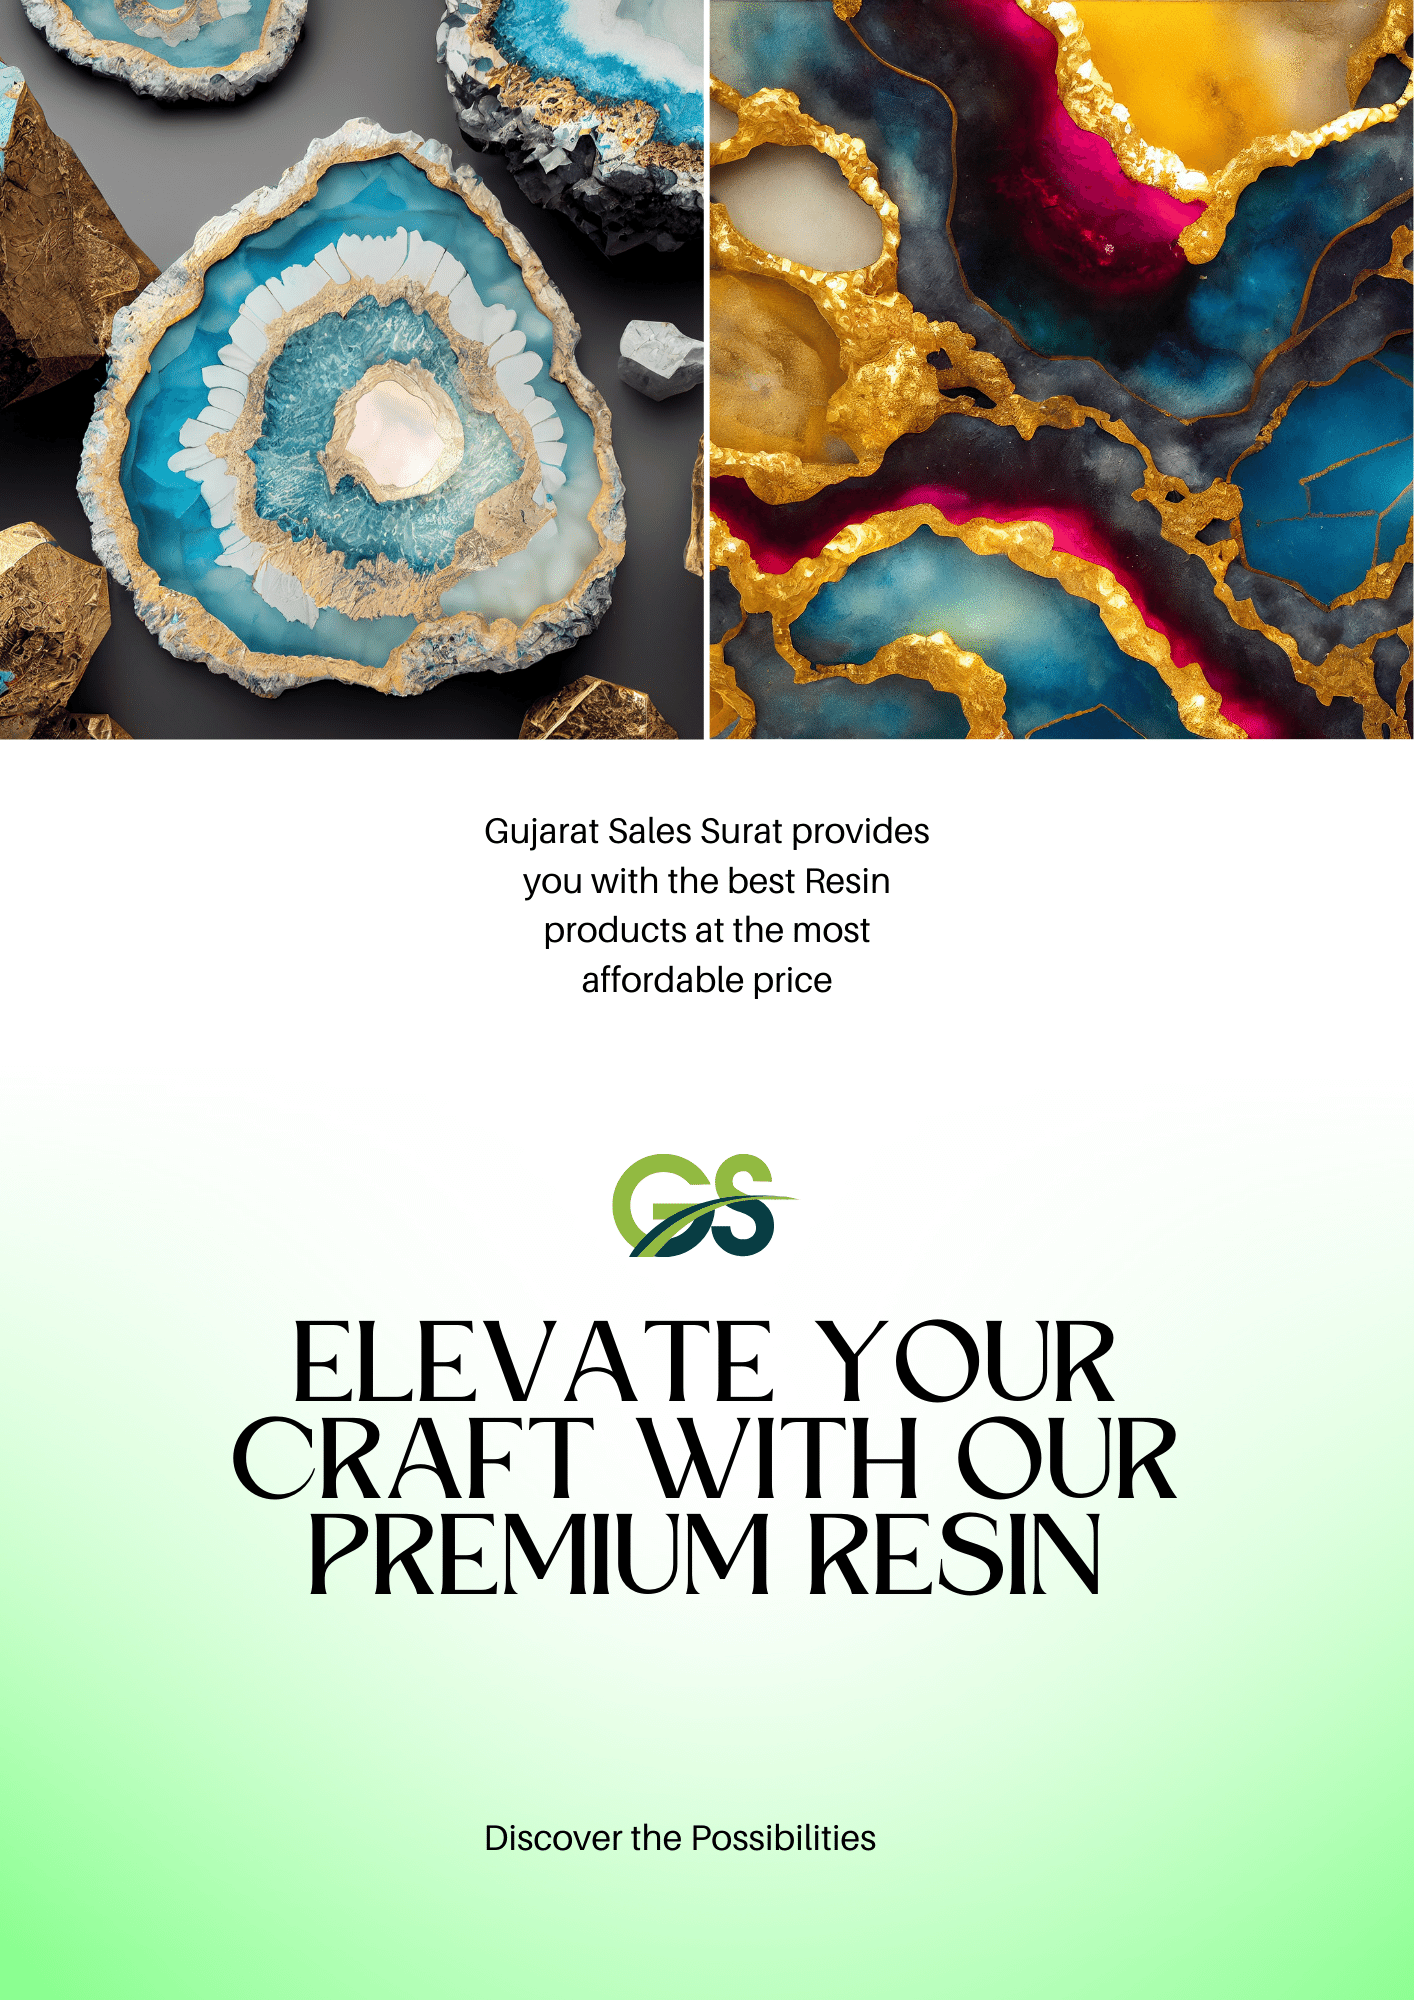 Gujarat Sales Surat provides
you with the best Resin
products at the most
affordable price
GS
ELEVATE YOUR
CRAFT WITH OUR
PREMIUM RESIN
Discover the Possibilities